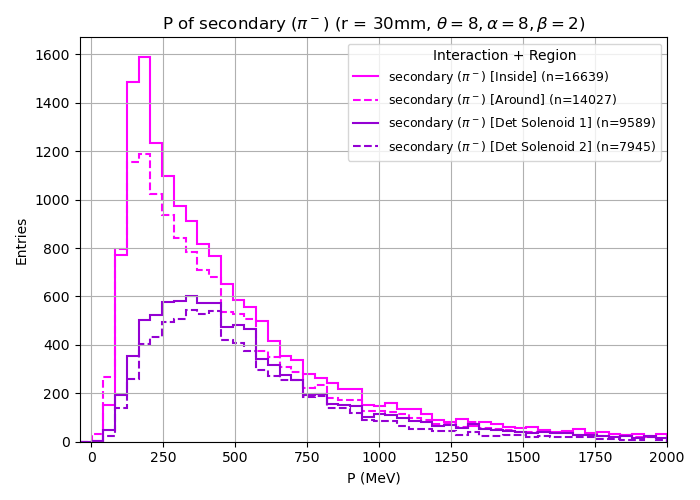 P of secondary (π⁻) (r = 30mm, θ = 8, α = 8, β = 2)
Interaction + Region
secondary (π⁻) [Inside] (n=16639)
secondary (π⁻) [Around] (n=14027)
secondary (π⁻) [Det Solenoid 1] (n=9589)
secondary (π⁻) [Det Solenoid 2] (n=7945)
Entries
1600
1400
1200
1000
800
600
400
200
0
0 250 500 750 1000 1250 1500 1750 2000
P (MeV)